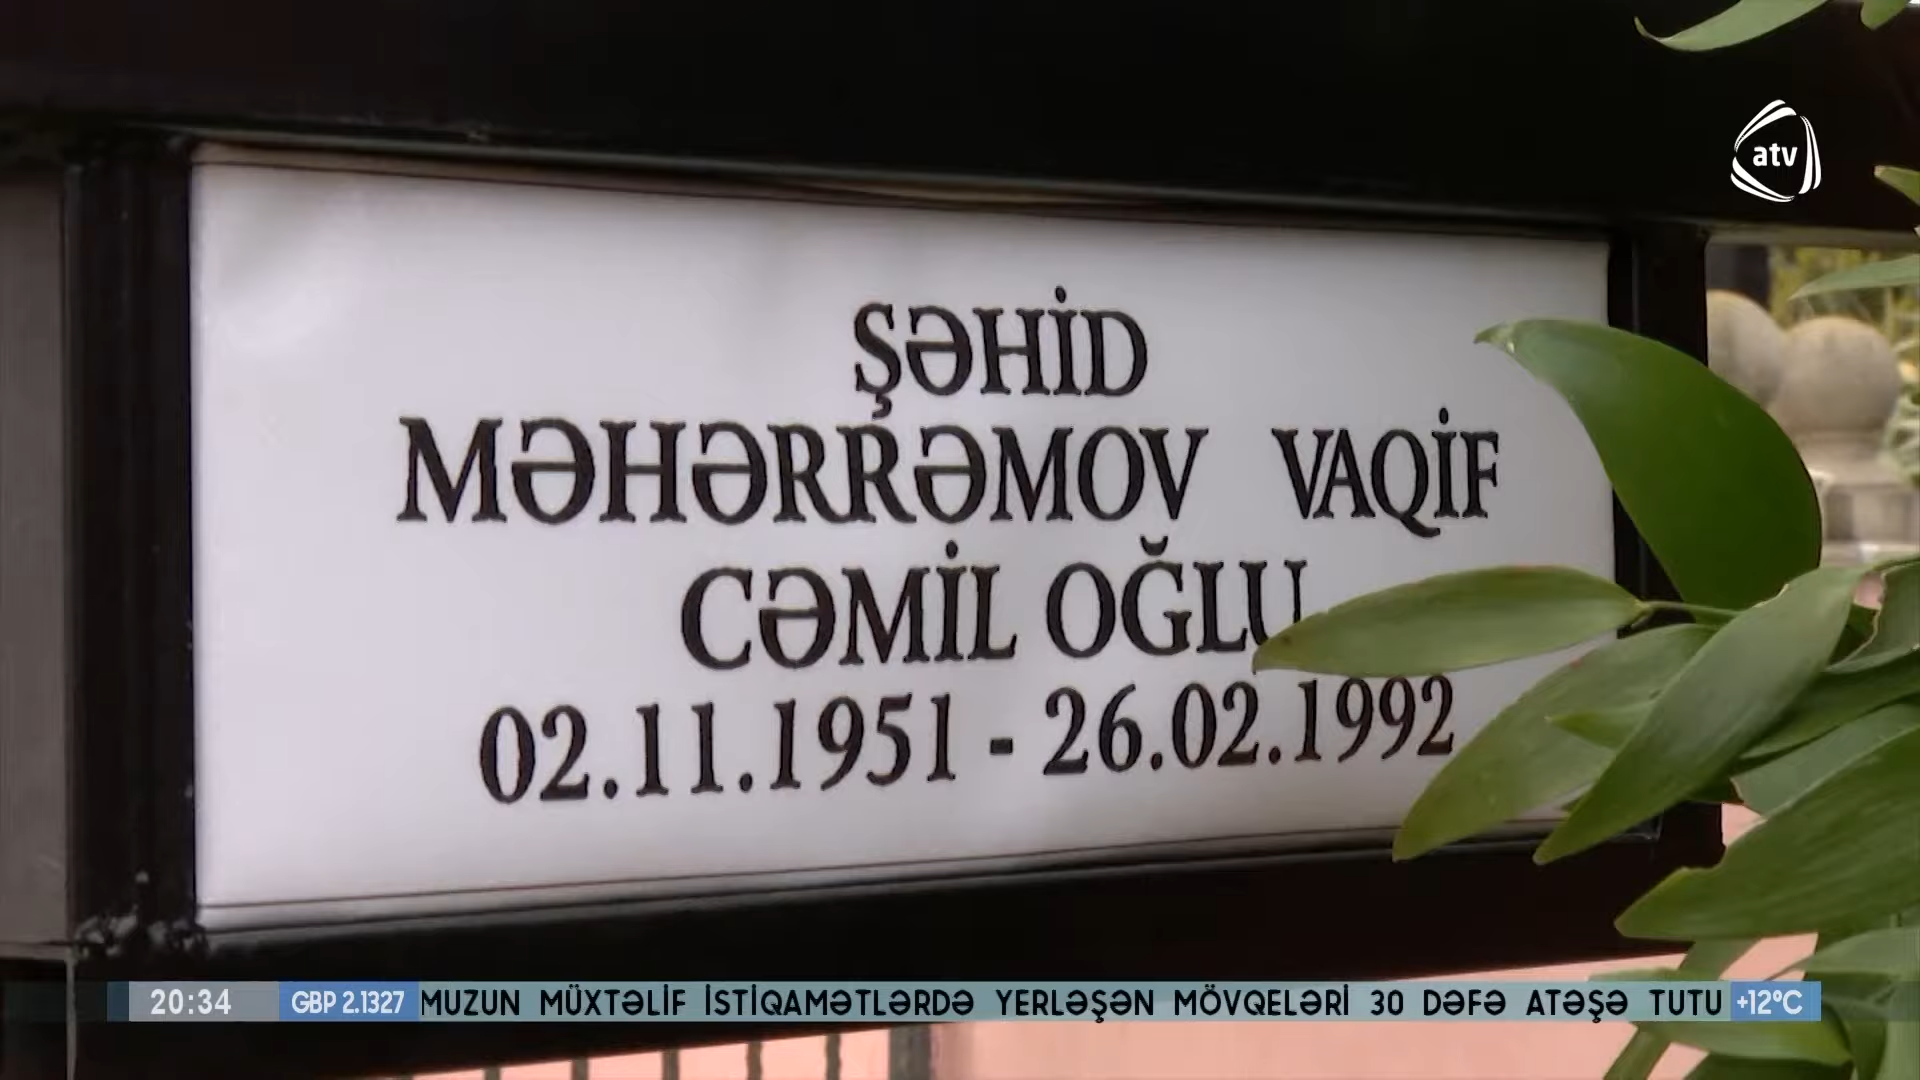 atv
ŞƏHİD
MƏHƏRRƏMOV VAQİF
CƏMİL OĞLU
02.11.1951 - 26.02.1992
20:34 GBP 2.1327 MUZUN MÜXTƏLİF İSTİQAMƏTLƏRDƏ YERLƏŞƏN MÖVQELƏRİ 30 DƏFƏ ATƏŞƏ TUTU +12°C